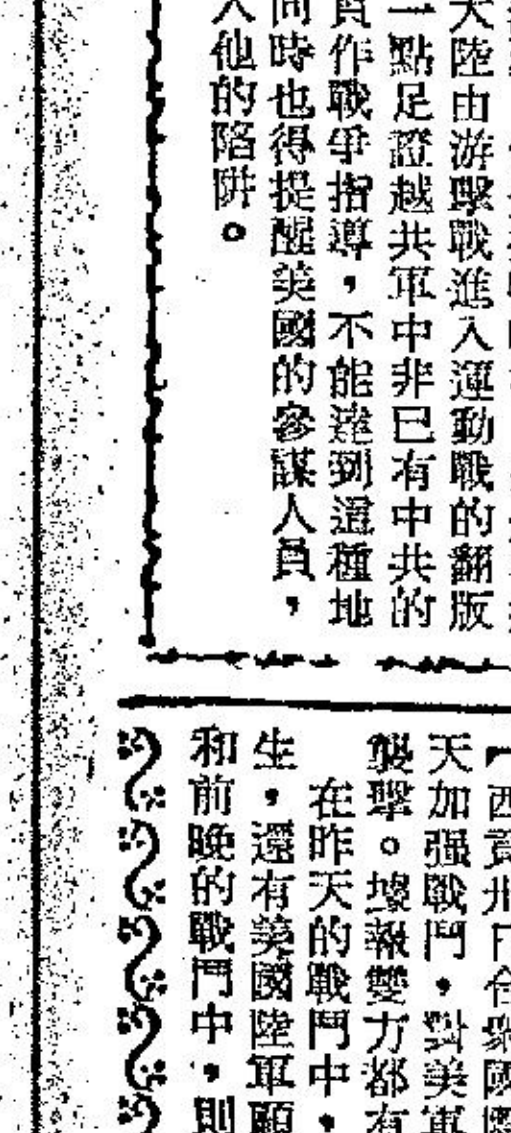 大陸由游擊戰進入運動戰的翻版
一點足證越共軍中非已有中共的
員作戰爭指導，不能達到這種地
同時也得提醒美國的參謀人員，
入他的陷阱。
天加强戰鬥，對美軍
襲擊。據報雙方都有
在昨天的戰鬥中，
生，還有美國陸軍顧
和前晚的戰鬥中，則